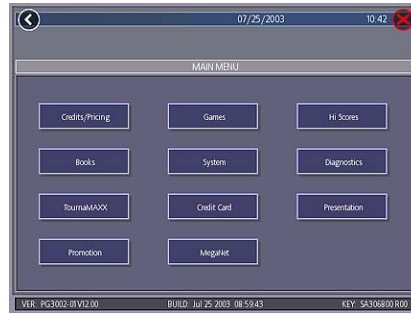 07/25/2003 10:42
MAIN MENU
Credits/Pricing Games Hi Scores
Books System Diagnostics
TournaMAXX Credit Card Presentation
Promotion MegaNet
VER: PG3002-01V12.00 BUILD: Jul 25 2003 08:59:43 KEY: SA306800 R00